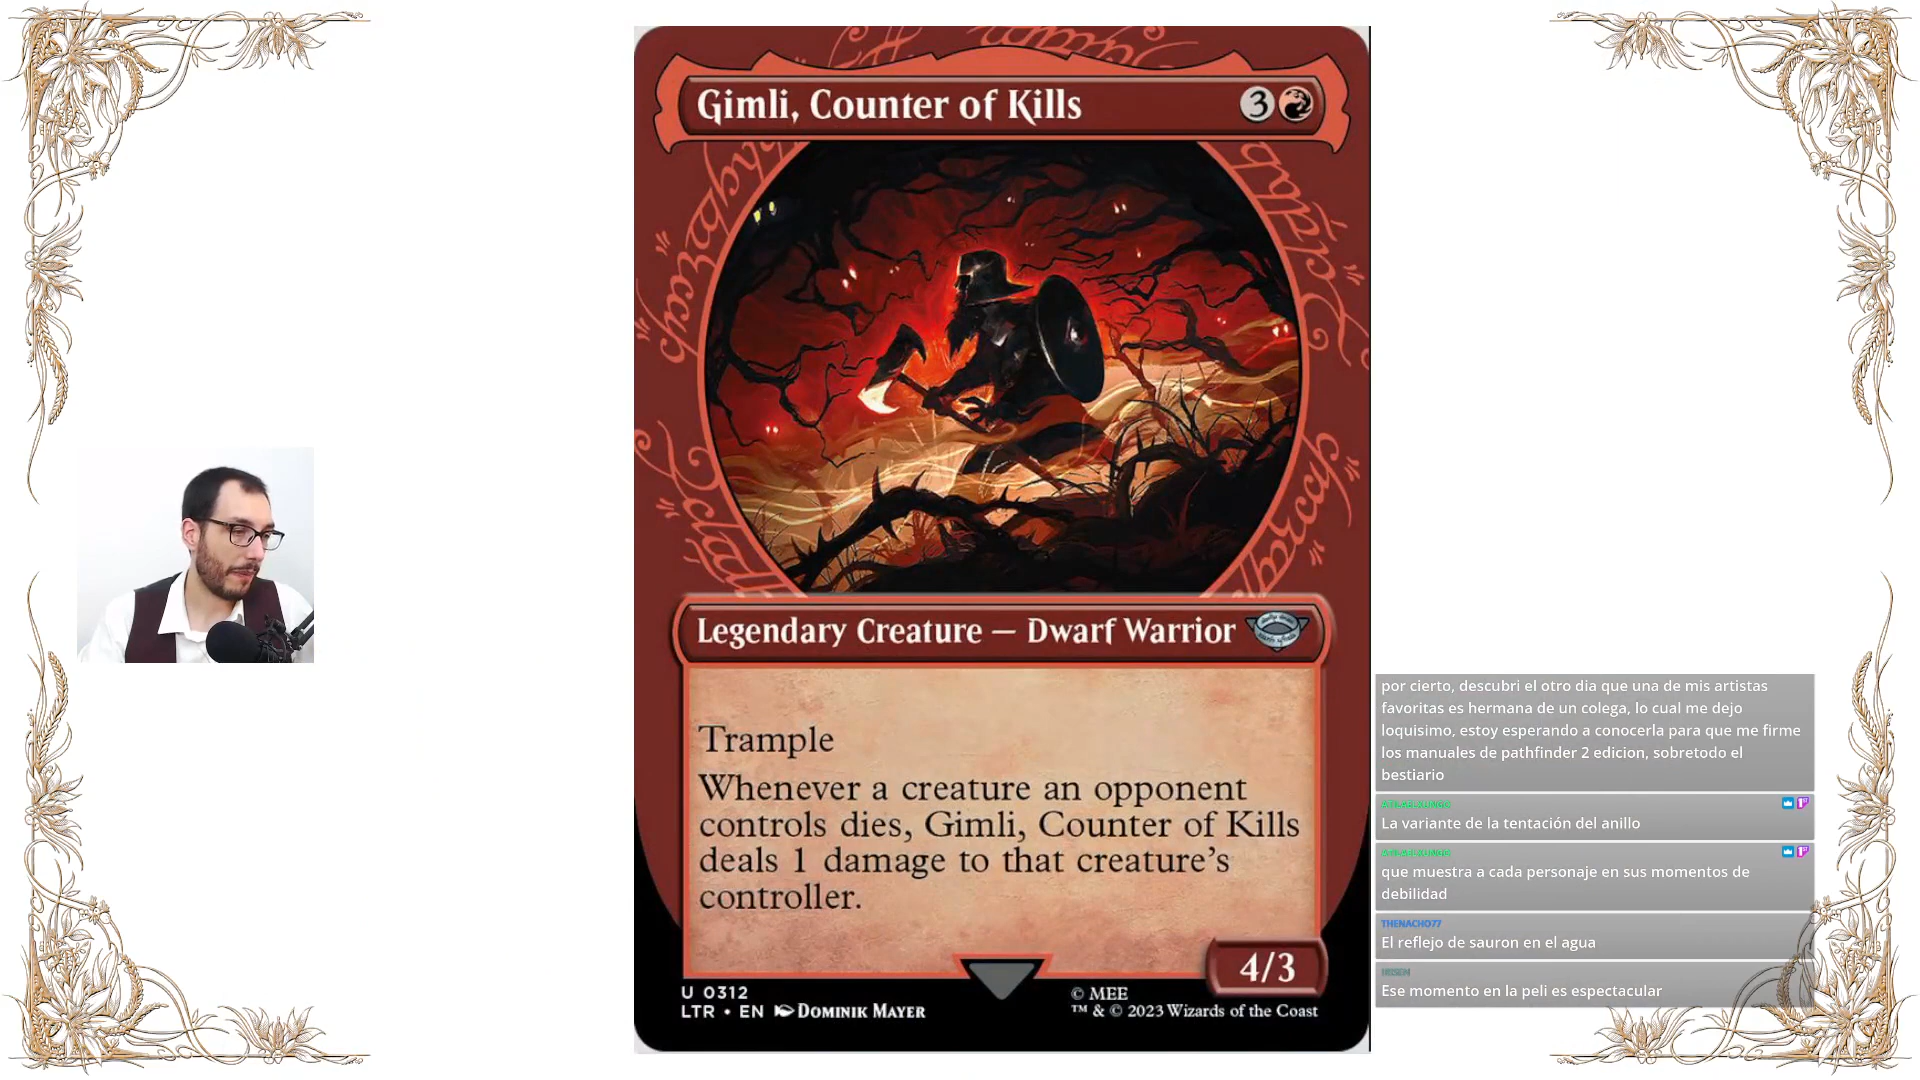 Gimli, Counter of Kills
3
Legendary Creature — Dwarf Warrior
Trample
Whenever a creature an opponent
controls dies, Gimli, Counter of Kills
deals 1 damage to that creature's
controller.
4/3
U 0312
LTR • EN DOMINIK MAYER
© MEE
™ & © 2023 Wizards of the Coast
por cierto, descubri el otro dia que una de mis artistas
favoritas es hermana de un colega, lo cual me dejo
loquisimo, estoy esperando a conocerla para que me firme
los manuales de pathfinder 2 edicion, sobretodo el
bestiario
La variante de la tentación del anillo
que muestra a cada personaje en sus momentos de
debilidad
THENACHO77
El reflejo de sauron en el agua
IRISEN
Ese momento en la peli es espectacular